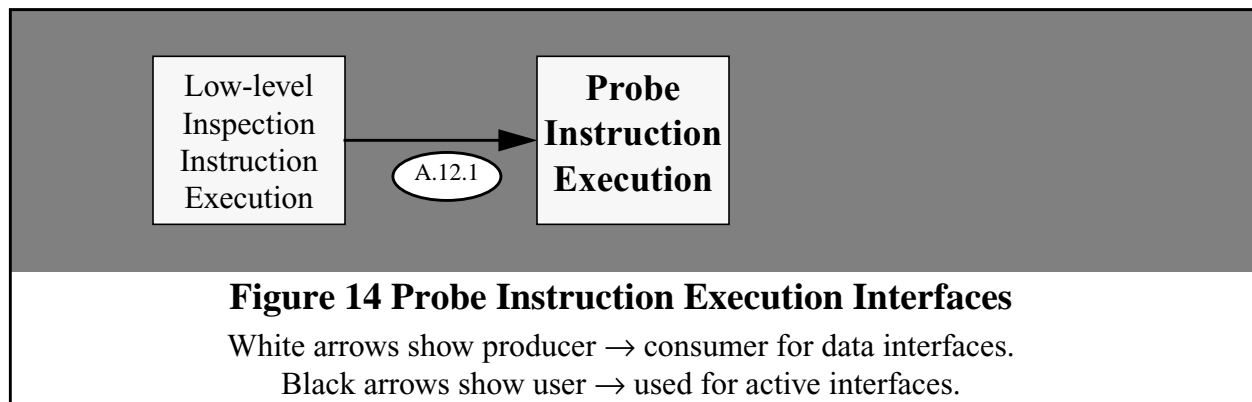 Low-level
Inspection
Instruction
Execution
A.12.1
Probe
Instruction
Execution
Figure 14 Probe Instruction Execution Interfaces
White arrows show producer → consumer for data interfaces.
Black arrows show user → used for active interfaces.